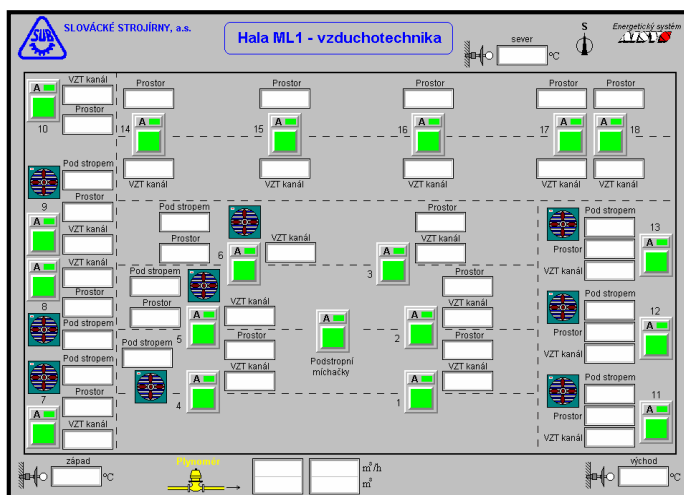 SLOVÁCKÉ STROJÍRNY, a.s.
SUB
Hala ML1 - vzduchotechnika
sever
°C
S
Energetický systém
VZT kanál
A
Prostor
10
Prostor
A
14
VZT kanál
Prostor
A
15
VZT kanál
Prostor
A
16
VZT kanál
Prostor
A
17
VZT kanál
Prostor
A
18
VZT kanál
Pod stropem
9
Prostor
A
VZT kanál
A
VZT kanál
8
Prostor
Pod stropem
Pod stropem
7
Prostor
A
VZT kanál
Pod stropem
Prostor
6
A
VZT kanál
Prostor
A
3
VZT kanál
Pod stropem
Prostor
A
5
VZT kanál
Prostor
A
Podstropní
míchačky
Prostor
A
2
VZT kanál
Prostor
Pod stropem
A
4
VZT kanál
A
1
VZT kanál
Pod stropem
13
Prostor
A
VZT kanál
Pod stropem
12
Prostor
A
VZT kanál
Pod stropem
11
Prostor
A
VZT kanál
západ
°C
Plynoměr
m³/h
m³
východ
°C